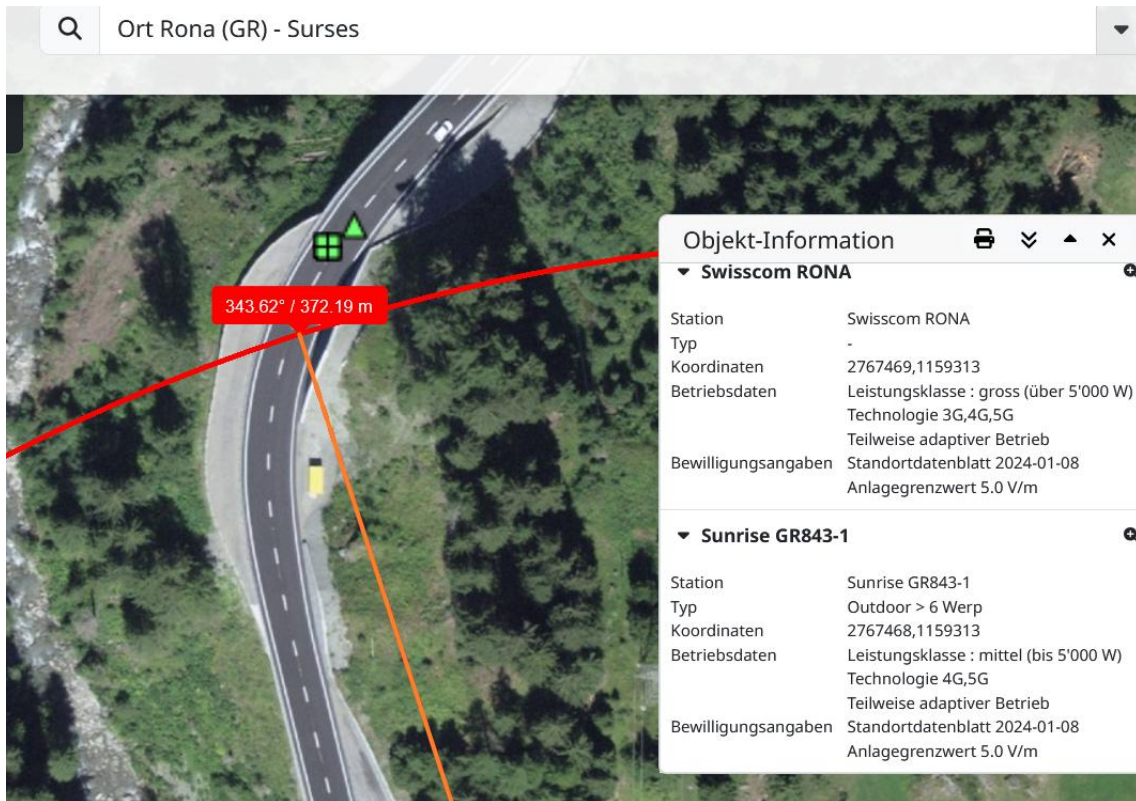 Ort Rona (GR) - Surses
343.62° / 372.19 m
Objekt-Information
Swisscom RONA
Station Swisscom RONA
Typ -
Koordinaten 2767469,1159313
Betriebsdaten Leistungsklasse : gross (über 5'000 W)
Technologie 3G,4G,5G
Teilweise adaptiver Betrieb
Bewilligungsangaben Standortdatenblatt 2024-01-08
Anlagegrenzwert 5.0 V/m
Sunrise GR843-1
Station Sunrise GR843-1
Typ Outdoor > 6 Werp
Koordinaten 2767468,1159313
Betriebsdaten Leistungsklasse : mittel (bis 5'000 W)
Technologie 4G,5G
Teilweise adaptiver Betrieb
Bewilligungsangaben Standortdatenblatt 2024-01-08
Anlagegrenzwert 5.0 V/m